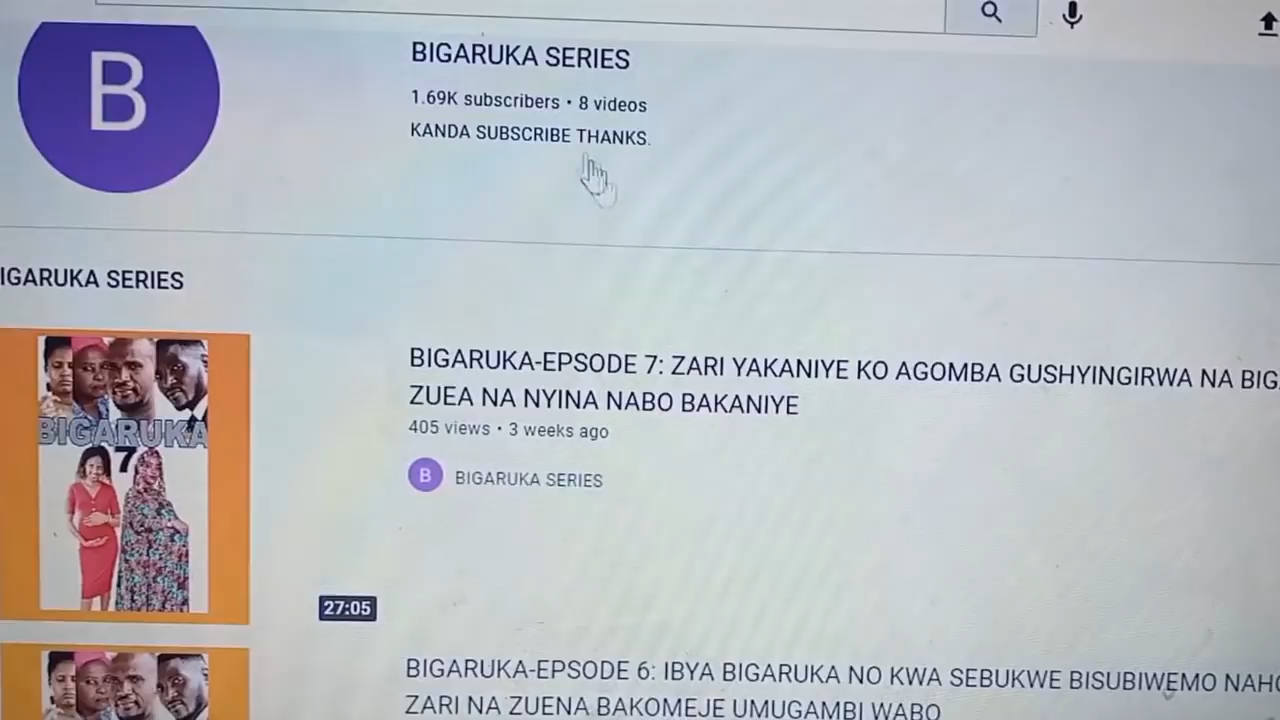 B
BIGARUKA SERIES
1.69K subscribers • 8 videos
KANDA SUBSCRIBE THANKS.
IGARUKA SERIES
BIGARUKA
7
27:05
BIGARUKA-EPSODE 7: ZARI YAKANIYE KO AGOMBA GUSHYINGIRWA NA BIG
ZUEA NA NYINA NABO BAKANIYE
405 views • 3 weeks ago
B BIGARUKA SERIES
BIGARUKA-EPSODE 6: IBYA BIGARUKA NO KWA SEBUKWE BISUBIWEMO NAHO
ZARI NA ZUENA BAKOMEJE UMUGAMBI WABO